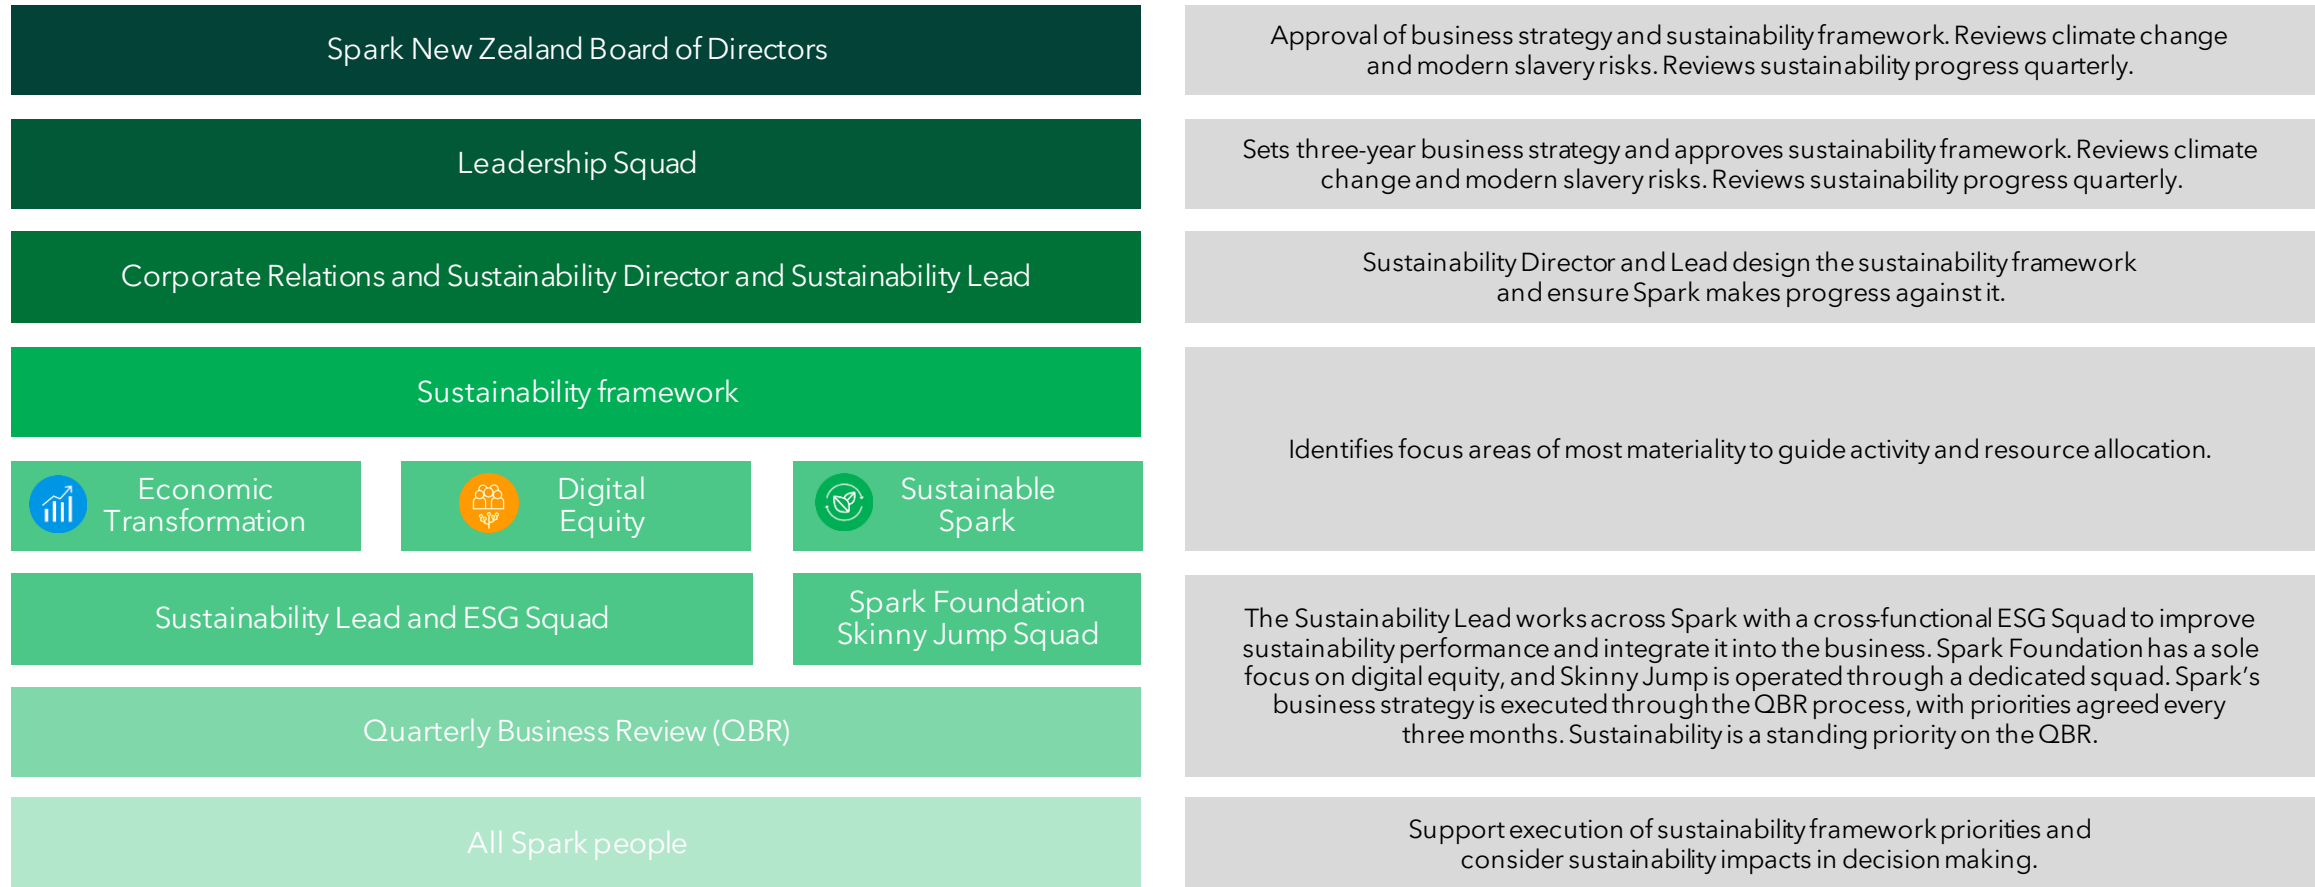 Spark New Zealand Board of Directors
Approval of business strategy and sustainability framework. Reviews climate change
and modern slavery risks. Reviews sustainability progress quarterly.
Leadership Squad
Sets three-year business strategy and approves sustainability framework. Reviews climate
change and modern slavery risks. Reviews sustainability progress quarterly.
Corporate Relations and Sustainability Director and Sustainability Lead
Sustainability Director and Lead design the sustainability framework
and ensure Spark makes progress against it.
Sustainability framework
Economic
Transformation
Digital
Equity
Sustainable
Spark
Identifies focus areas of most materiality to guide activity and resource allocation.
Sustainability Lead and ESG Squad
Spark Foundation
Skinny Jump Squad
Quarterly Business Review (QBR)
The Sustainability Lead works across Spark with a cross-functional ESG Squad to improve
sustainability performance and integrate it into the business. Spark Foundation has a sole
focus on digital equity, and Skinny Jump is operated through a dedicated squad. Spark's
business strategy is executed through the QBR process, with priorities agreed every
three months. Sustainability is a standing priority on the QBR.
All Spark people
Support execution of sustainability framework priorities and
consider sustainability impacts in decision making.